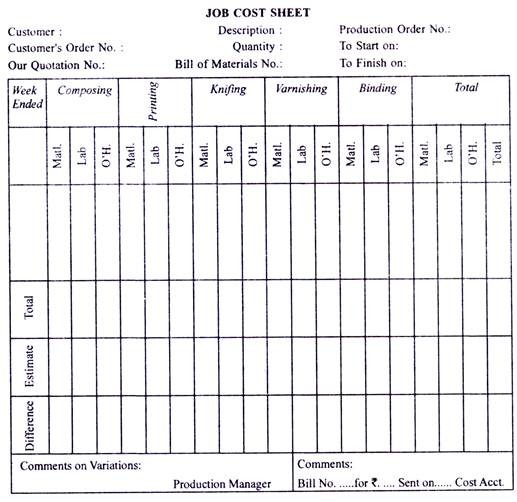 JOB COST SHEET
Customer : Description : Production Order No.:
Customer's Order No. : Quantity : To Start on:
Our Quotation No.: Bill of Materials No.: To Finish on:
Week Ended Composing Printing Knifing Varnishing Binding Total
Matl. Lab O'H. Matl. Lab O'H. Matl. Lab O'H. Matl. Lab O'H. Matl. Lab O'H. Matl. Lab O'H. Total
Total
Estimate
Difference
Comments on Variations: Comments:
Production Manager Bill No. .....for ₹. .... Sent on...... Cost Acct.